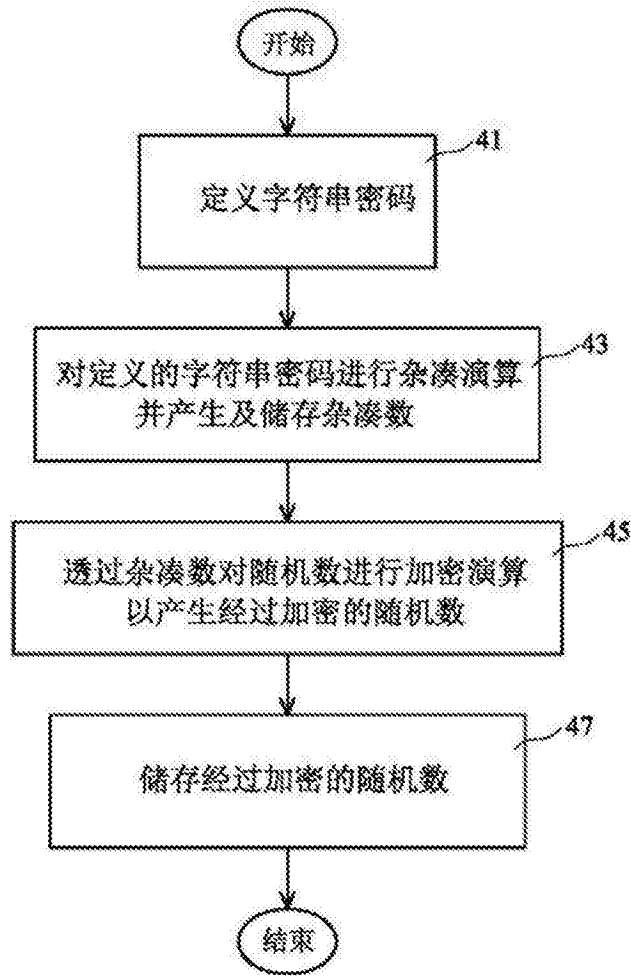 开始
41
定义字符串密码
43
对定义的字符串密码进行杂凑演算
并产生及储存杂凑数
45
透过杂凑数对随机数进行加密演算
以产生经过加密的随机数
47
储存经过加密的随机数
结束